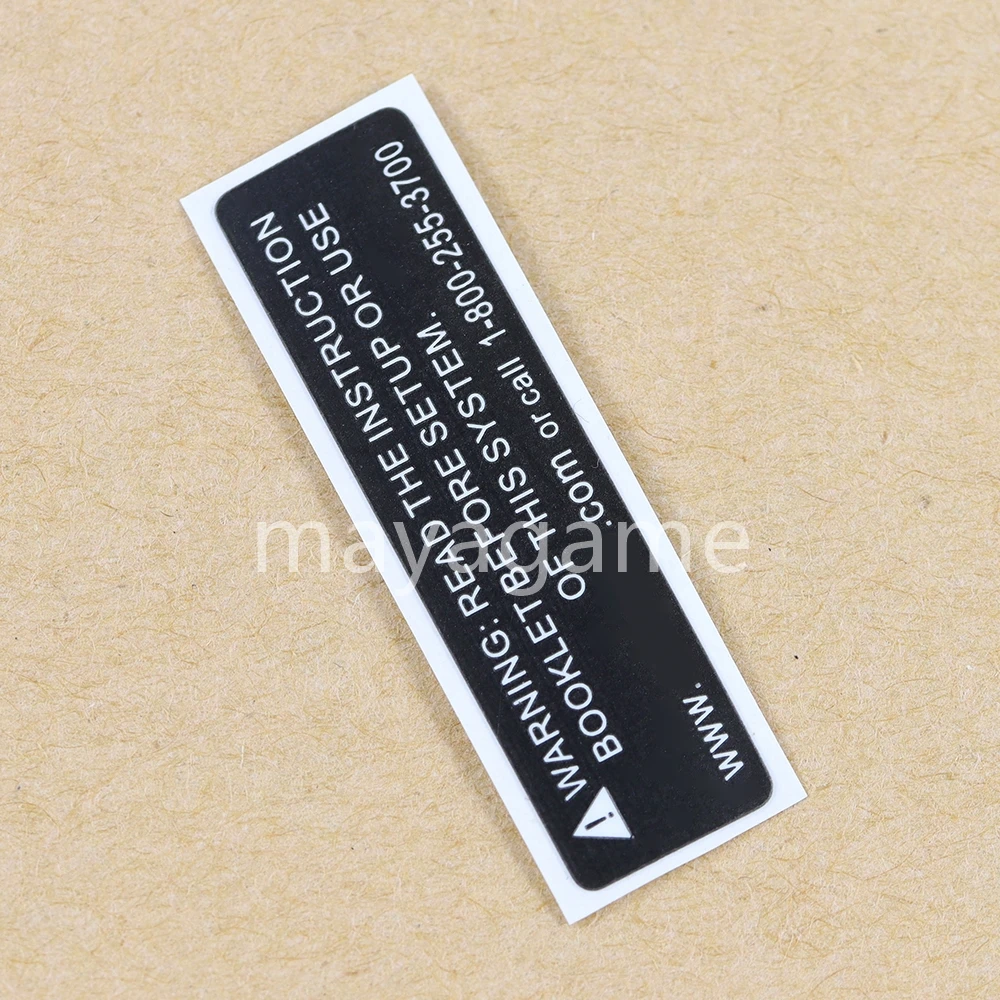 WARNING: READ THE INSTRUCTION
BOOKLET BEFORE SETUP OR USE
OF THIS SYSTEM.
www. .com or call 1-800-255-3700
mayagame